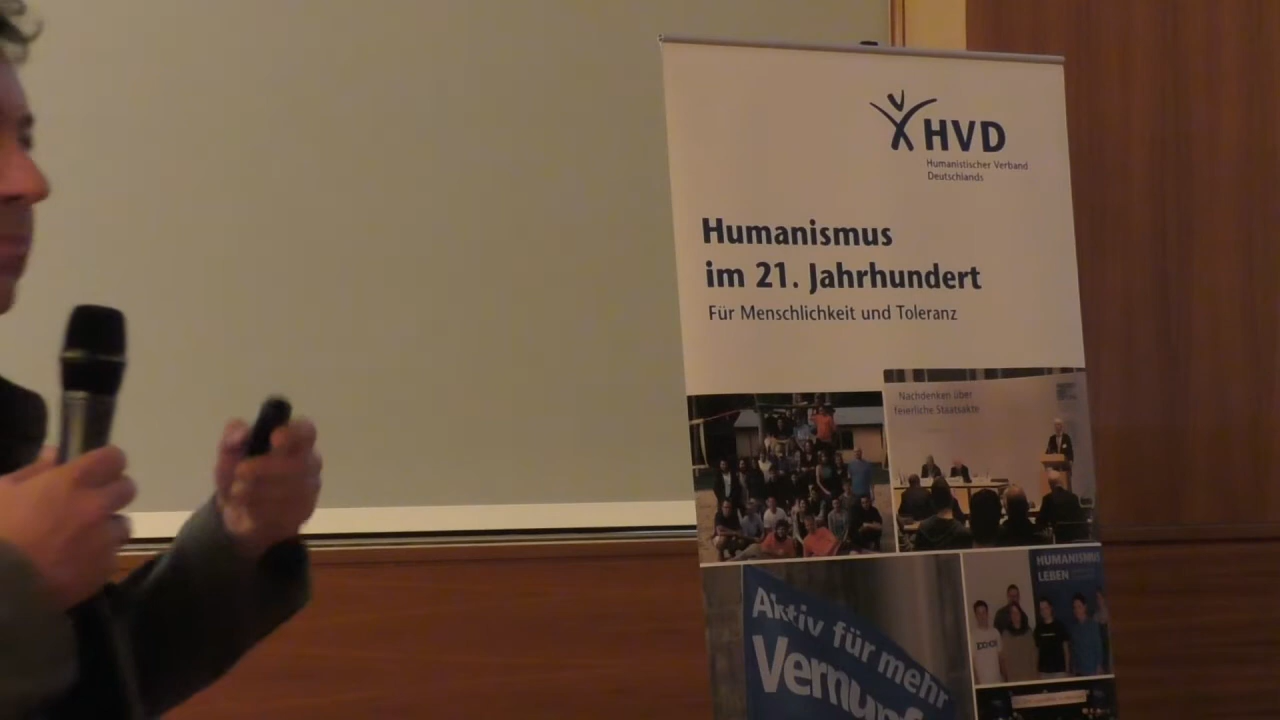 HVD
Humanistischer Verband
Deutschlands
Humanismus
im 21. Jahrhundert
Für Menschlichkeit und Toleranz
Nachdenken über
feierliche Staatsakte
HUMANISMUS
LEBEN
Aktiv für mehr
Vernunf